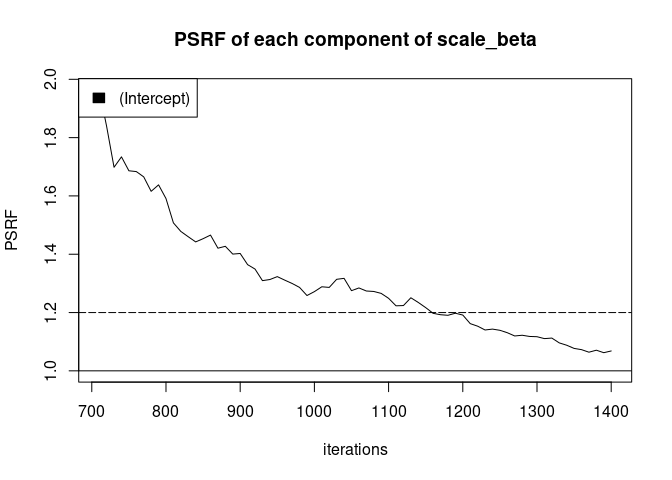 PSRF of each component of scale_beta
(Intercept)
PSRF
2.0
1.8
1.6
1.4
1.2
1.0
700 800 900 1000 1100 1200 1300 1400
iterations